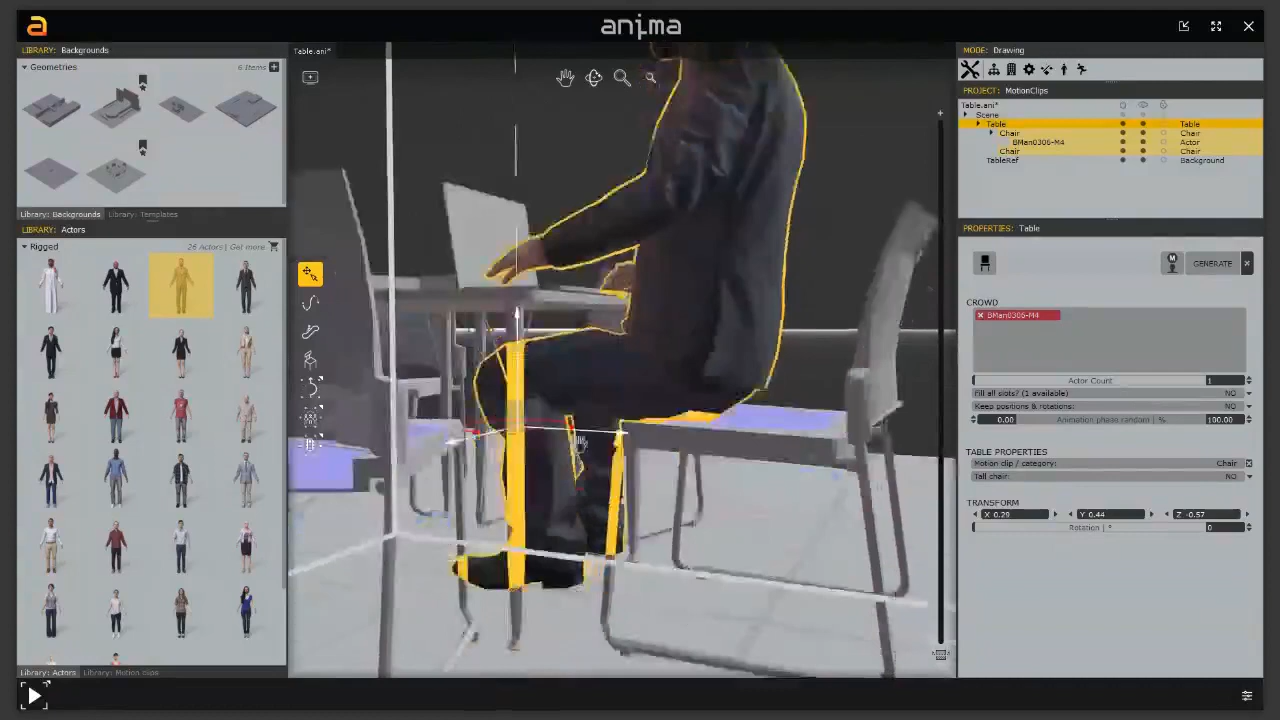 a
anima
LIBRARY: Backgrounds
Geometries
6 Items
Library: Backgrounds
Library: Templates
LIBRARY: Actors
Rigged
26 Actors | Get more
Library: Actors
Library: Motion clips
Table.ani*
MODE: Drawing
PROJECT: MotionClips
Table.ani*
Scene
Table Table
Chair Chair
BMan0306-M4 Actor
Chair Chair
TableRef Background
PROPERTIES: Table
M
GENERATE
CROWD
BMan0306-M4
Actor Count 1
Fill all slots? (1 available) NO
Keep positions & rotations: NO
0.00 Animation phase random | % 100.00
TABLE PROPERTIES
Motion clip / category: Chair
Tall chair: NO
TRANSFORM
X 0.29 Y 0.44 Z -0.57
Rotation | ° 0